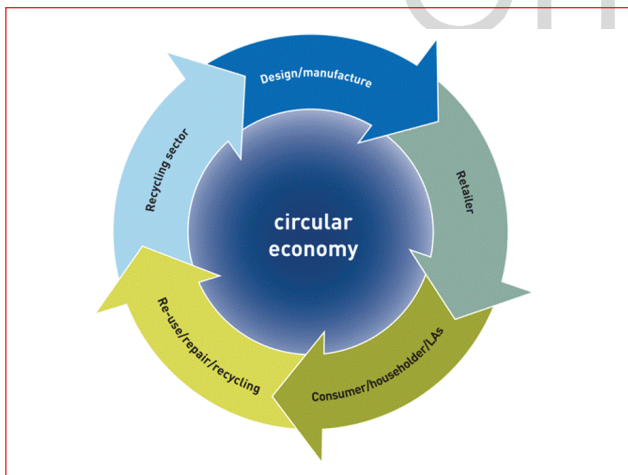 Design/manufacture
Retailer
Consumer/householder/LAs
Re-use/repair/recycling
Recycling sector
circular
economy